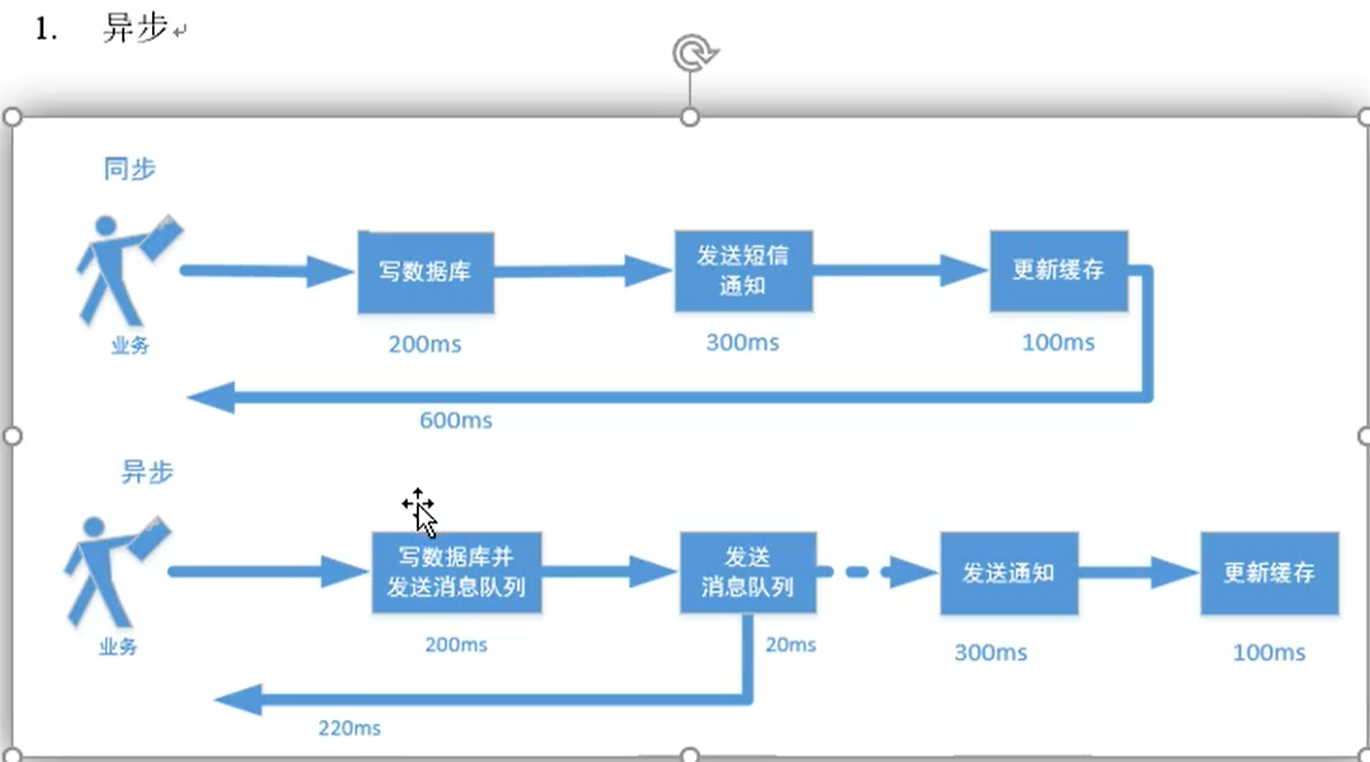 1. 异步
同步
写数据库
发送短信
通知
更新缓存
业务
200ms
300ms
100ms
600ms
异步
写数据库并
发送消息队列
发送
消息队列
发送通知
更新缓存
业务
200ms
20ms
300ms
100ms
220ms